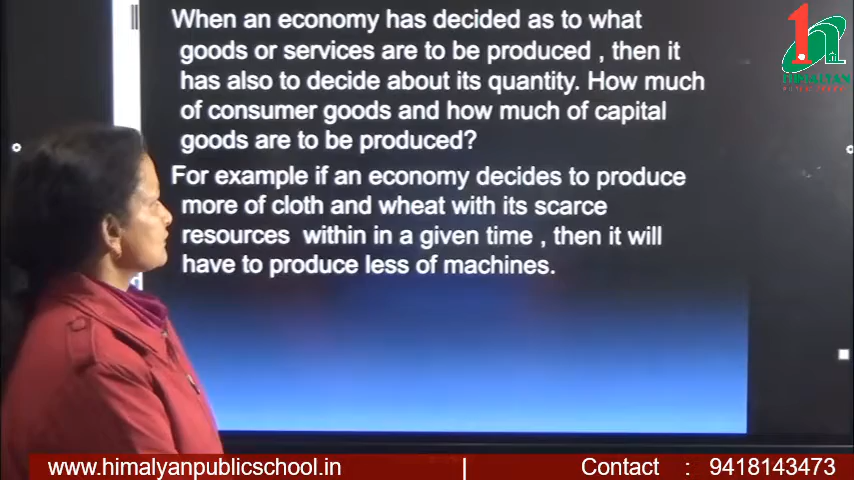 When an economy has decided as to what
goods or services are to be produced , then it
has also to decide about its quantity. How much
of consumer goods and how much of capital
goods are to be produced?
For example if an economy decides to produce
more of cloth and wheat with its scarce
resources within in a given time , then it will
have to produce less of machines.
HIMALYAN
www.himalyanpublicschool.in | Contact : 9418143473